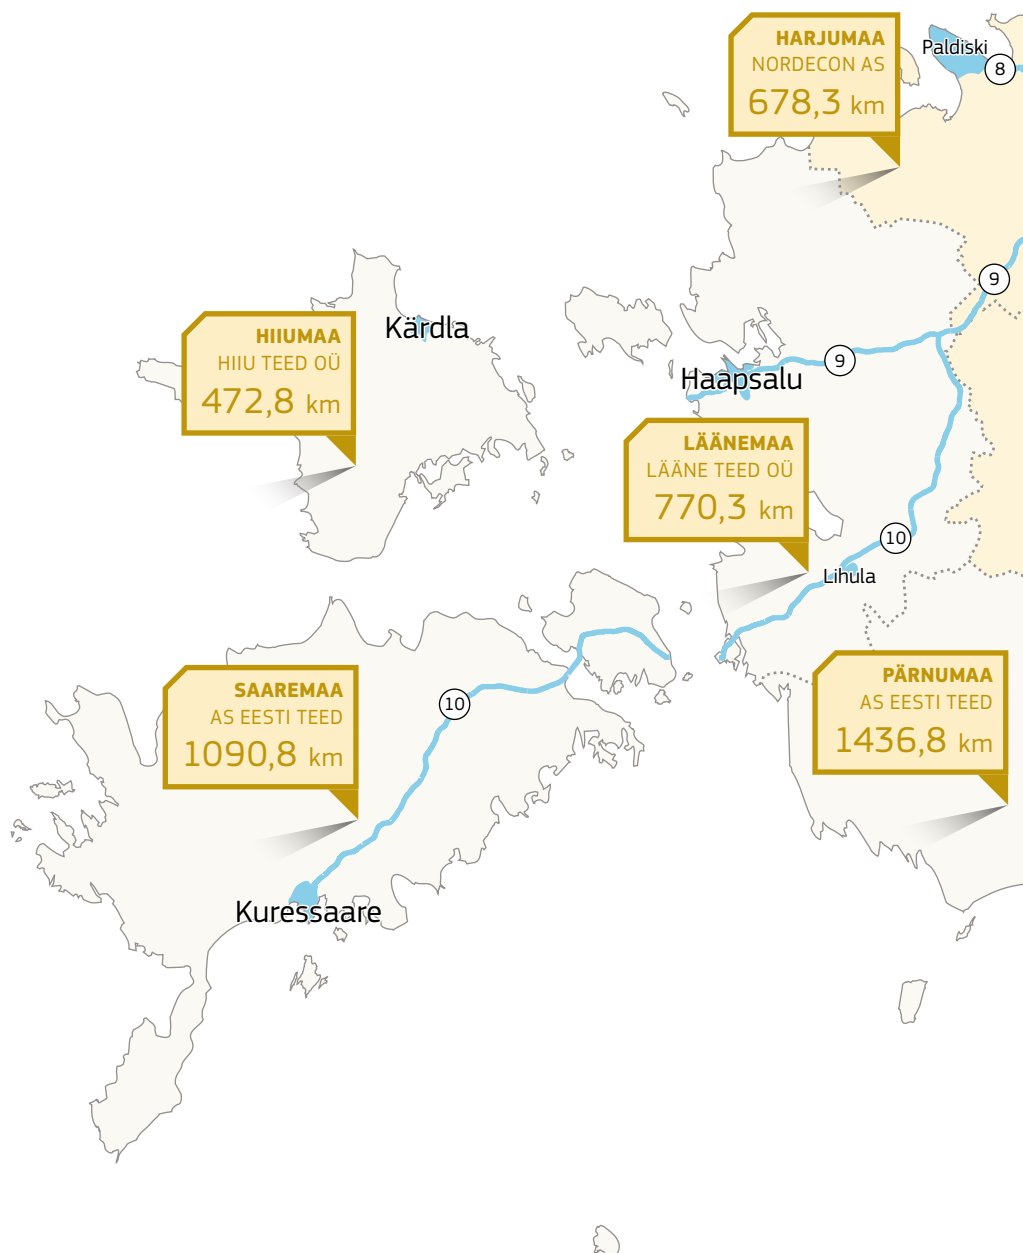 HARJUMAA
NORDECON AS
678,3 km
Paldiski
8
9
HIIUMAA
HIIU TEED OÜ
472,8 km
Kärdla
9
Haapsalu
LÄÄNEMAA
LÄÄNE TEED OÜ
770,3 km
10
Lihula
SAAREMAA
AS EESTI TEED
1090,8 km
10
PÄRNUMAA
AS EESTI TEED
1436,8 km
Kuressaare